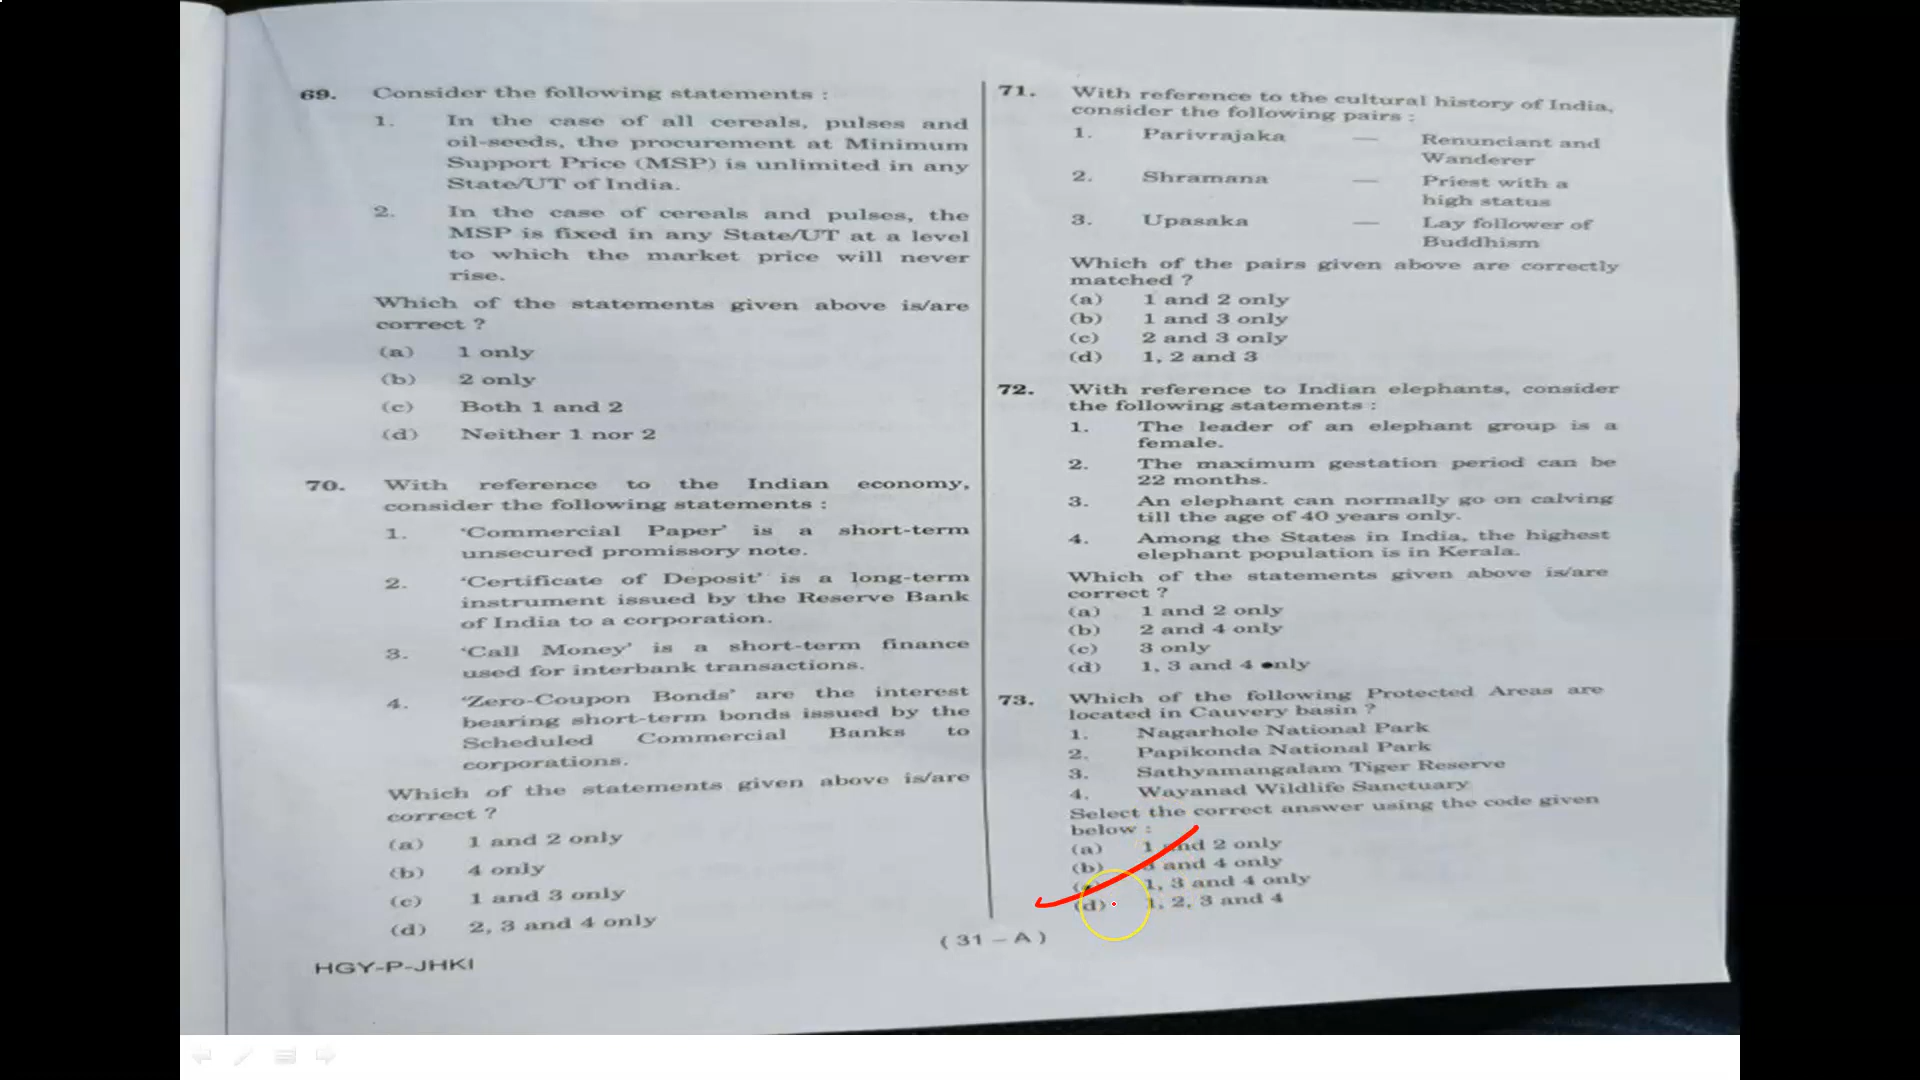 69. Consider the following statements :
1. In the case of all cereals, pulses and
oil-seeds, the procurement at Minimum
Support Price (MSP) is unlimited in any
State/UT of India.
2. In the case of cereals and pulses, the
MSP is fixed in any State/UT at a level
to which the market price will never
rise.
Which of the statements given above is/are
correct ?
(a) 1 only
(b) 2 only
(c) Both 1 and 2
(d) Neither 1 nor 2
70. With reference to the Indian economy,
consider the following statements :
1. ‘Commercial Paper’ is a short-term
unsecured promissory note.
2. ‘Certificate of Deposit’ is a long-term
instrument issued by the Reserve Bank
of India to a corporation.
3. ‘Call Money’ is a short-term finance
used for interbank transactions.
4. ‘Zero-Coupon Bonds’ are the interest
bearing short-term bonds issued by the
Scheduled Commercial Banks to
corporations.
Which of the statements given above is/are
correct ?
(a) 1 and 2 only
(b) 4 only
(c) 1 and 3 only
(d) 2, 3 and 4 only
71. With reference to the cultural history of India,
consider the following pairs :
1. Parivrajaka — Renunciant and
Wanderer
2. Shramana — Priest with a
high status
3. Upasaka — Lay follower of
Buddhism
Which of the pairs given above are correctly
matched ?
(a) 1 and 2 only
(b) 1 and 3 only
(c) 2 and 3 only
(d) 1, 2 and 3
72. With reference to Indian elephants, consider
the following statements :
1. The leader of an elephant group is a
female.
2. The maximum gestation period can be
22 months.
3. An elephant can normally go on calving
till the age of 40 years only.
4. Among the States in India, the highest
elephant population is in Kerala.
Which of the statements given above is/are
correct ?
(a) 1 and 2 only
(b) 2 and 4 only
(c) 3 only
(d) 1, 3 and 4 only
73. Which of the following Protected Areas are
located in Cauvery basin ?
1. Nagarhole National Park
2. Papikonda National Park
3. Sathyamangalam Tiger Reserve
4. Wayanad Wildlife Sanctuary
Select the correct answer using the code given
below :
(a) 1 and 2 only
(b) 3 and 4 only
(c) 1, 3 and 4 only
(d) 1, 2, 3 and 4
( 31 – A )
HGY-P-JHKI